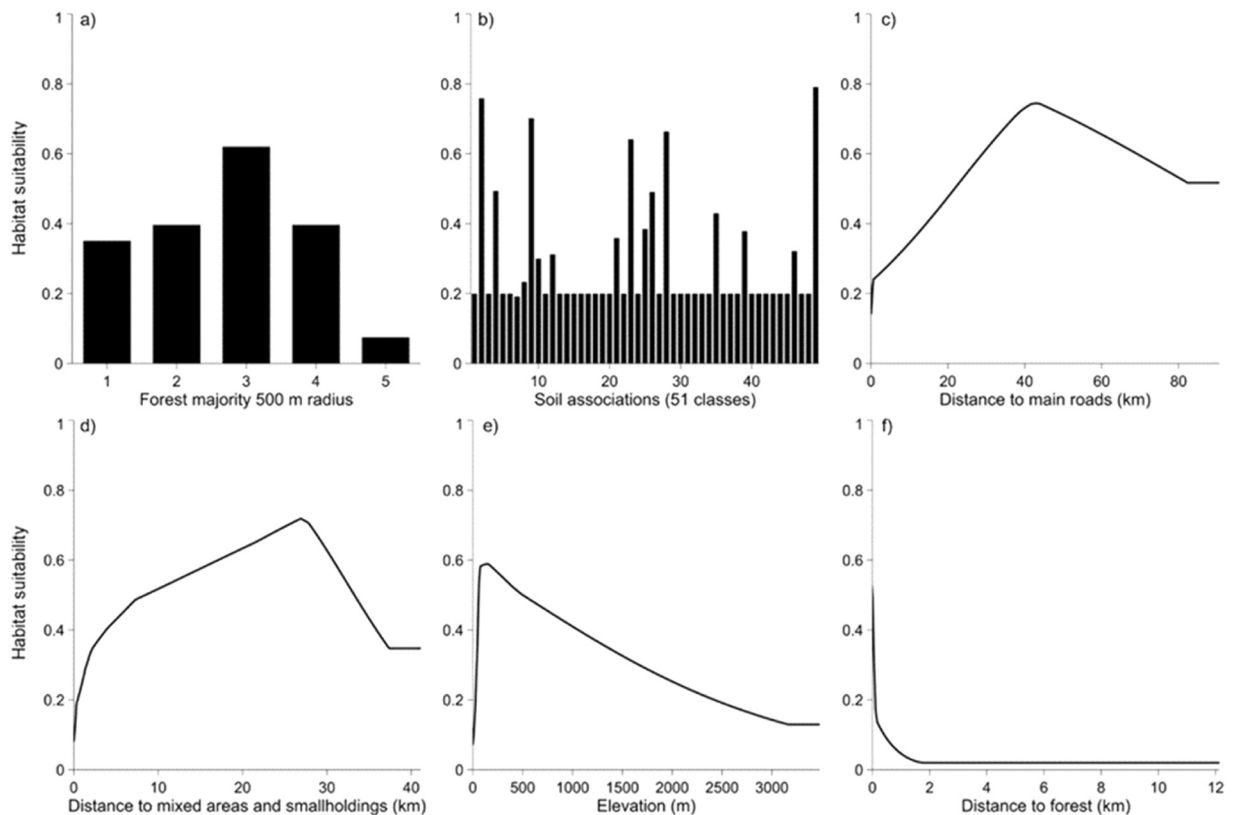 a)
1
0.8
0.6
0.4
0.2
0
Habitat suitability
1 2 3 4 5
Forest majority 500 m radius
b)
1
0.8
0.6
0.4
0.2
0
10 20 30 40
Soil associations (51 classes)
c)
1
0.8
0.6
0.4
0.2
0
0 20 40 60 80
Distance to main roads (km)
d)
1
0.8
0.6
0.4
0.2
0
Habitat suitability
0 10 20 30 40
Distance to mixed areas and smallholdings (km)
e)
1
0.8
0.6
0.4
0.2
0
0 500 1000 1500 2000 2500 3000
Elevation (m)
f)
1
0.8
0.6
0.4
0.2
0
0 2 4 6 8 10 12
Distance to forest (km)